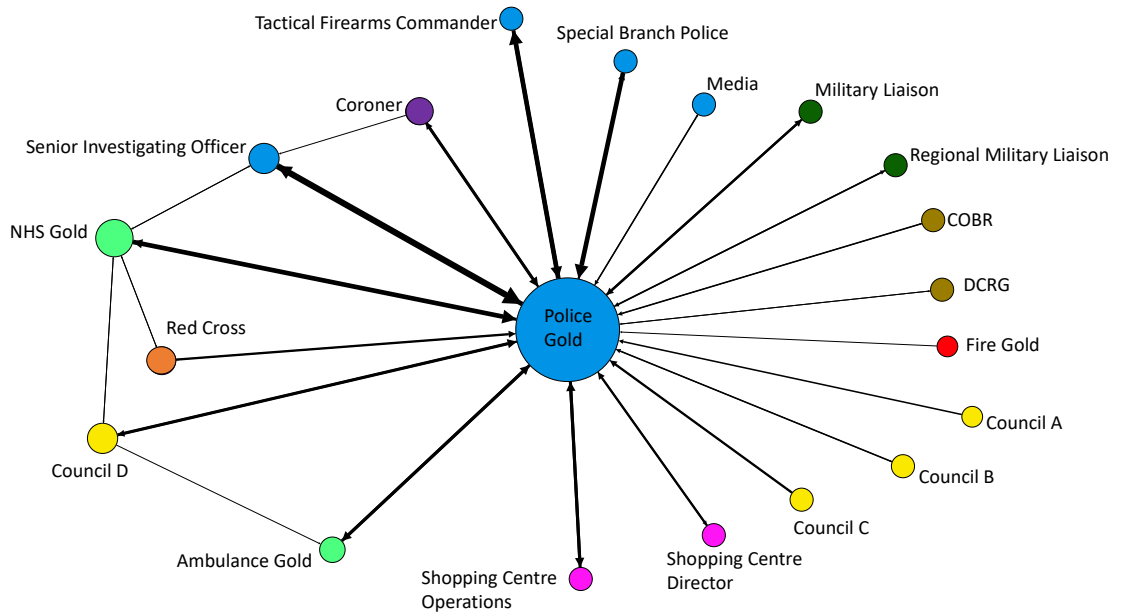 Tactical Firearms Commander
Special Branch Police
Media
Military Liaison
Coroner
Senior Investigating Officer
Regional Military Liaison
NHS Gold
COBR
DCRG
Police
Gold
Red Cross
Fire Gold
Council A
Council D
Council B
Council C
Ambulance Gold
Shopping Centre
Director
Shopping Centre
Operations